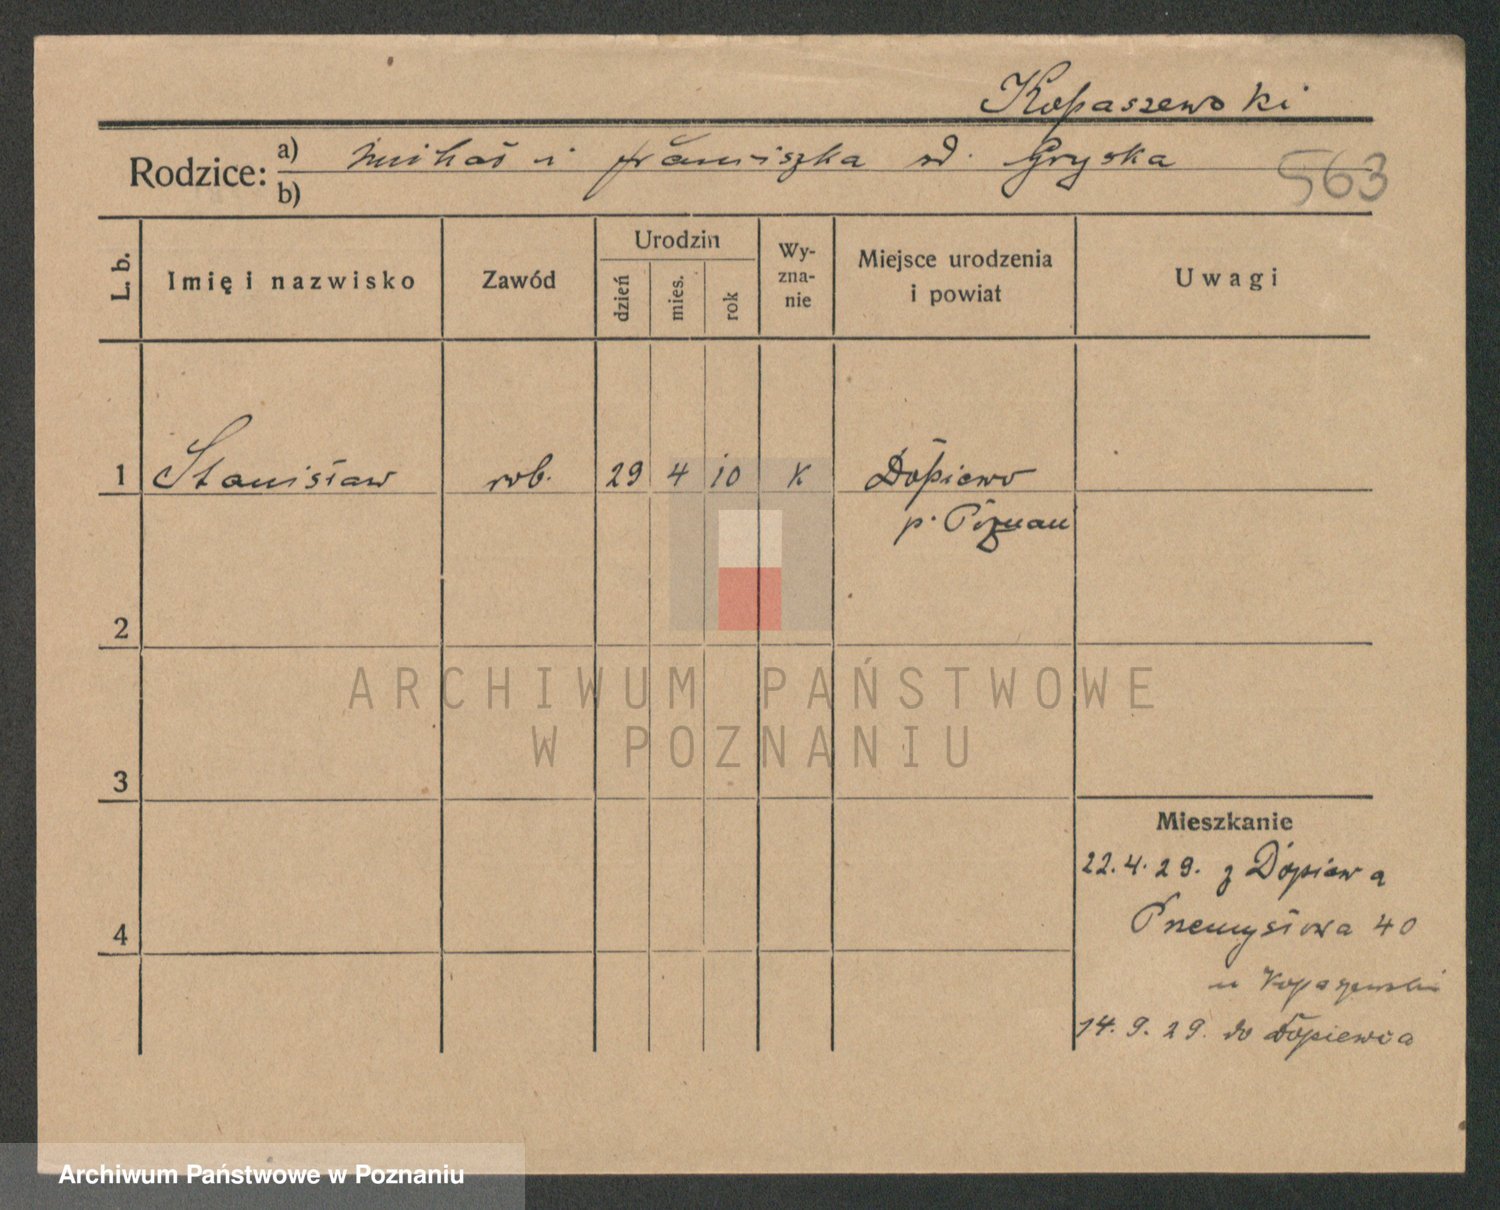 Kopaszewski
Rodzice: a) Michał i Franciszka rd. Gryska
b)
563
L. b. Imię i nazwisko Zawód Urodzin dzień mies. rok Wy-zna-nie Miejsce urodzenia i powiat Uwagi
1 Stanisław rob. 29 4 10 K Dopiewo
p. Poznań
2
3
4
Mieszkanie
22.4.29. z Dopiewa
Przemysłowa 40
u Kopaszewski
14.9.29. do Dopiewa
ARCHIWUM PAŃSTWOWE
W POZNANIU
Archiwum Państwowe w Poznaniu